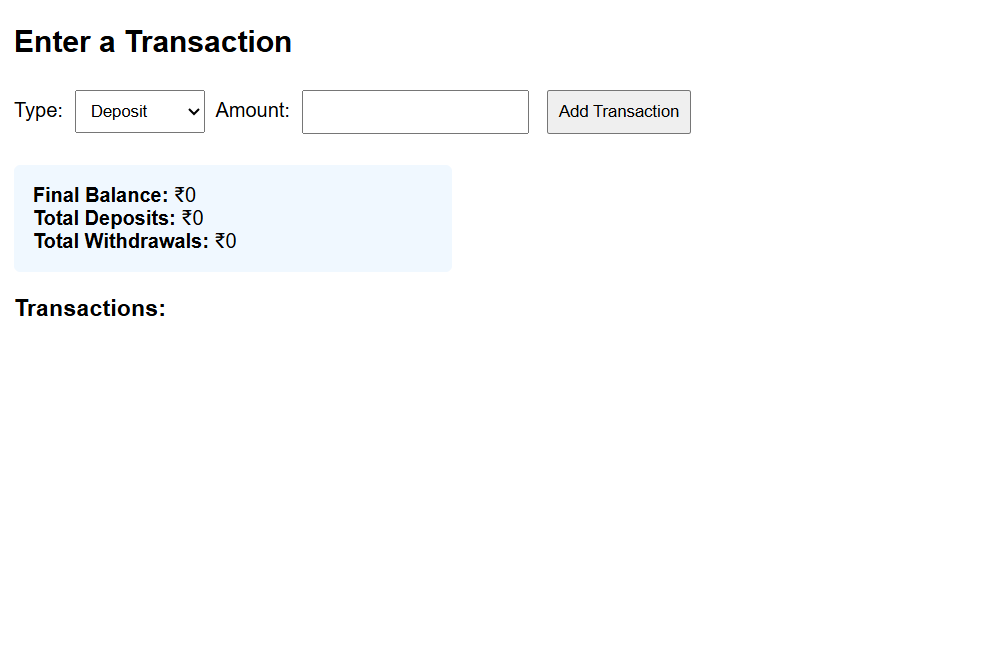 Enter a Transaction
Type: Deposit Amount: Add Transaction
Final Balance: ₹0
Total Deposits: ₹0
Total Withdrawals: ₹0
Transactions: